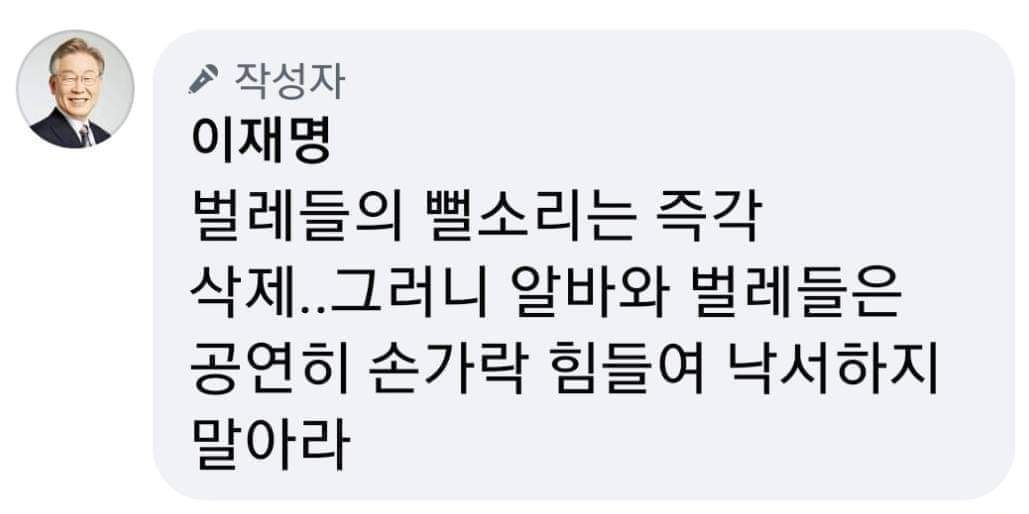 작성자
이재명
벌레들의 뻘소리는 즉각
삭제..그러니 알바와 벌레들은
공연히 손가락 힘들여 낙서하지
말아라